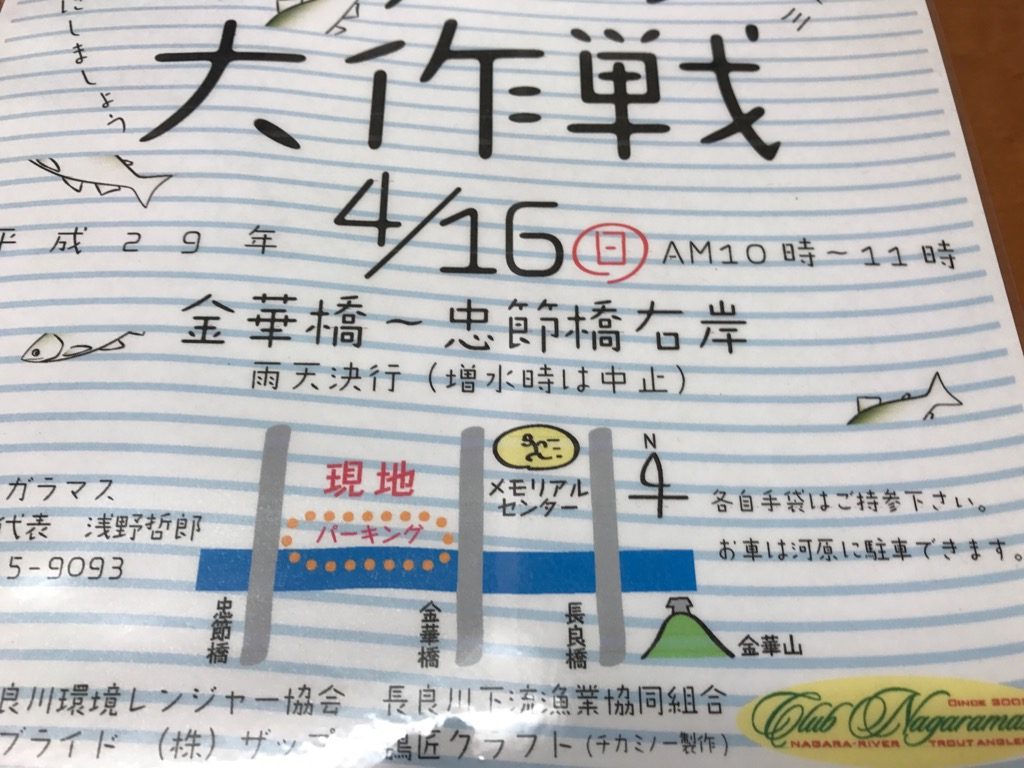 にしましょう
大作戦
平成29年 4/16 日 AM10時～11時
金華橋～忠節橋右岸
雨天決行（増水時は中止）
現地
パーキング
メモリアル
センター
N
各自手袋はご持参下さい。
お車は河原に駐車できます。
ガラマス
代表 浅野哲郎
5-9093
忠節橋
金華橋
長良橋
金華山
良川環境レンジャー協会 長良川下流漁業協同組合
ブライド （株）ザップ 鵜匠クラフト（チカミノー製作）
Club Nagaramas
NAGARA-RIVER TROUT ANGLE